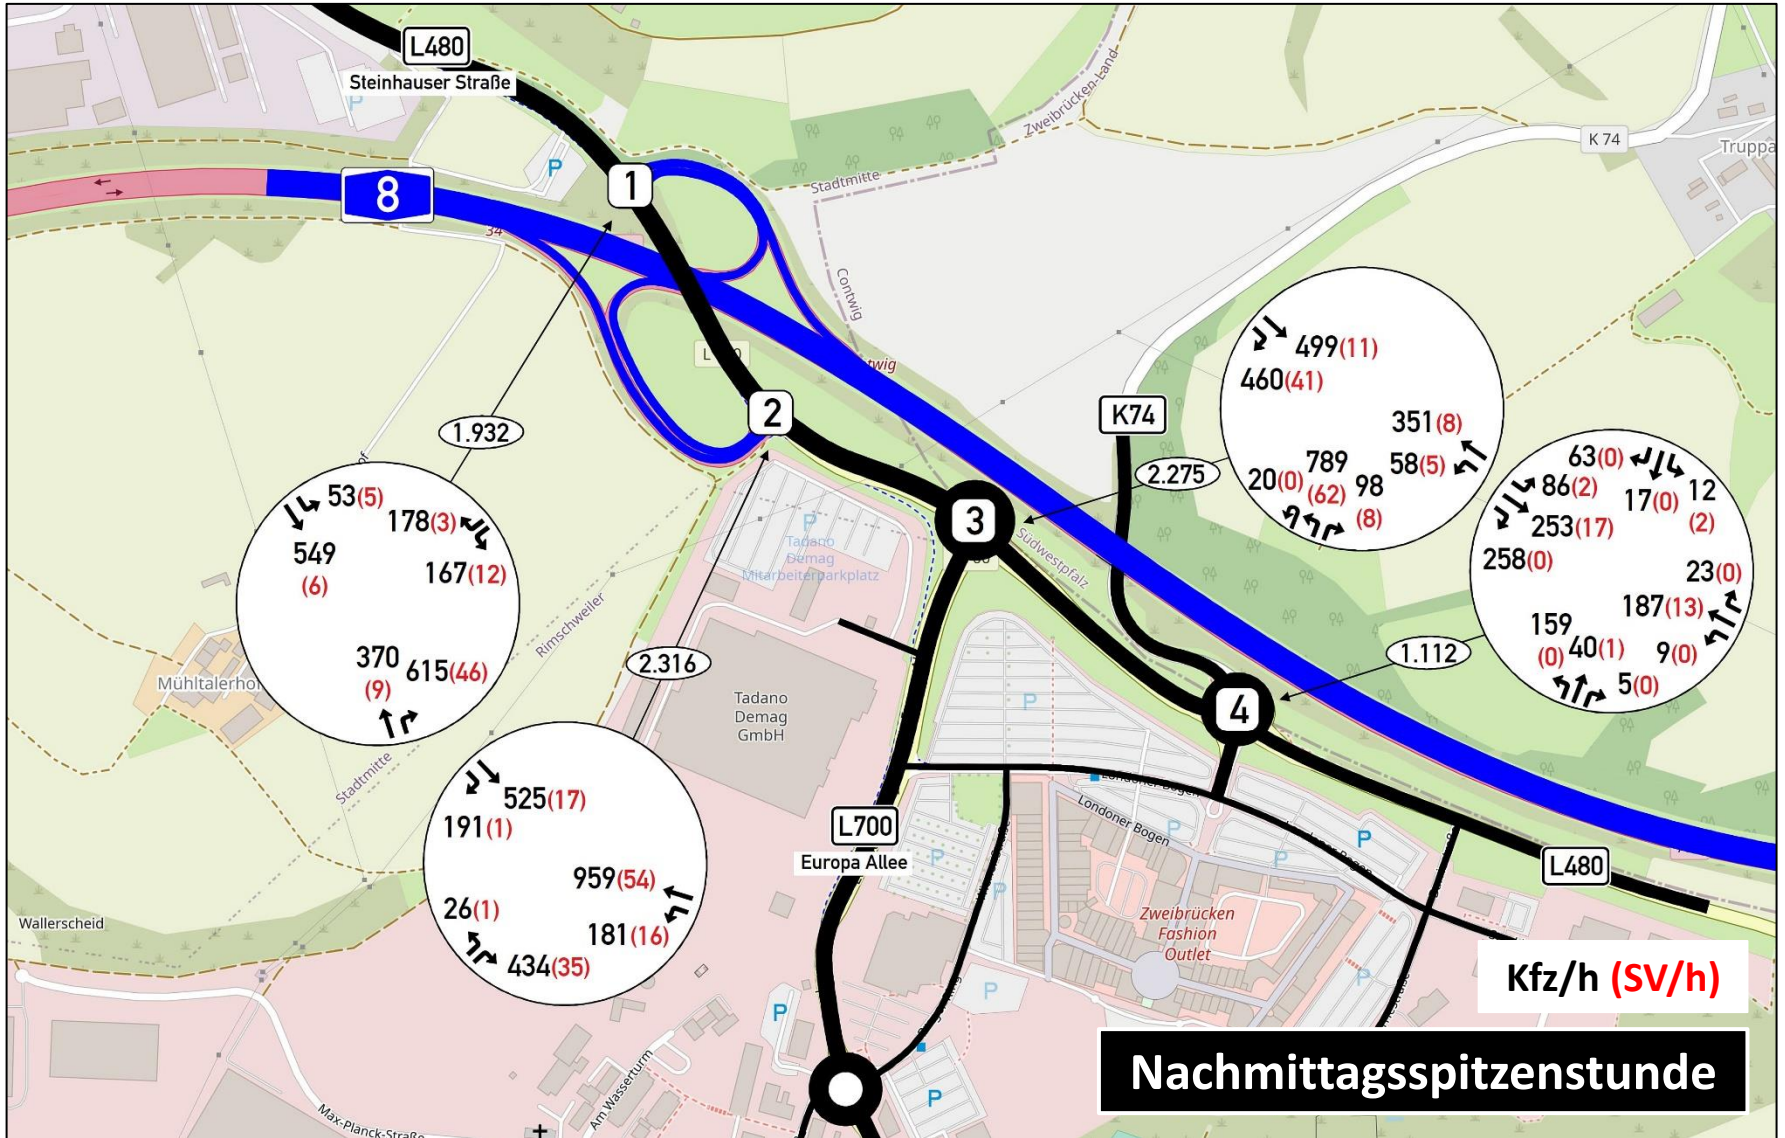 L480
Steinhauser Straße
P
P
8
34
1
2
3
4
K74
K 74
Truppa
Zweibrücken-Land
Stadtmitte
Contwig
Südwestpfalz
1.932
2.316
2.275
1.112
53(5)
178(3)
549
(6)
167(12)
370
(9)
615(46)
525(17)
191(1)
959(54)
26(1)
181(16)
434(35)
499(11)
460(41)
351(8)
58(5)
20(0)
789
(62)
98
(8)
63(0)
86(2)
17(0)
12
(2)
253(17)
258(0)
23(0)
187(13)
159
(0)
40(1)
9(0)
5(0)
P
Tadano
Demag
Mitarbeiterparkplatz
Rimschweiler
Stadtmitte
Mühltalerhof
Tadano
Demag
GmbH
L700
Europa Allee
Londoner Bogen
Londoner Bogen
Zweibrücken
Fashion
Outlet
P
P
P
P
P
P
P
P
P
P
L480
Wallerscheid
Am Wasserturm
Max-Planck-Straße
Kfz/h (SV/h)
Nachmittagsspitzenstunde